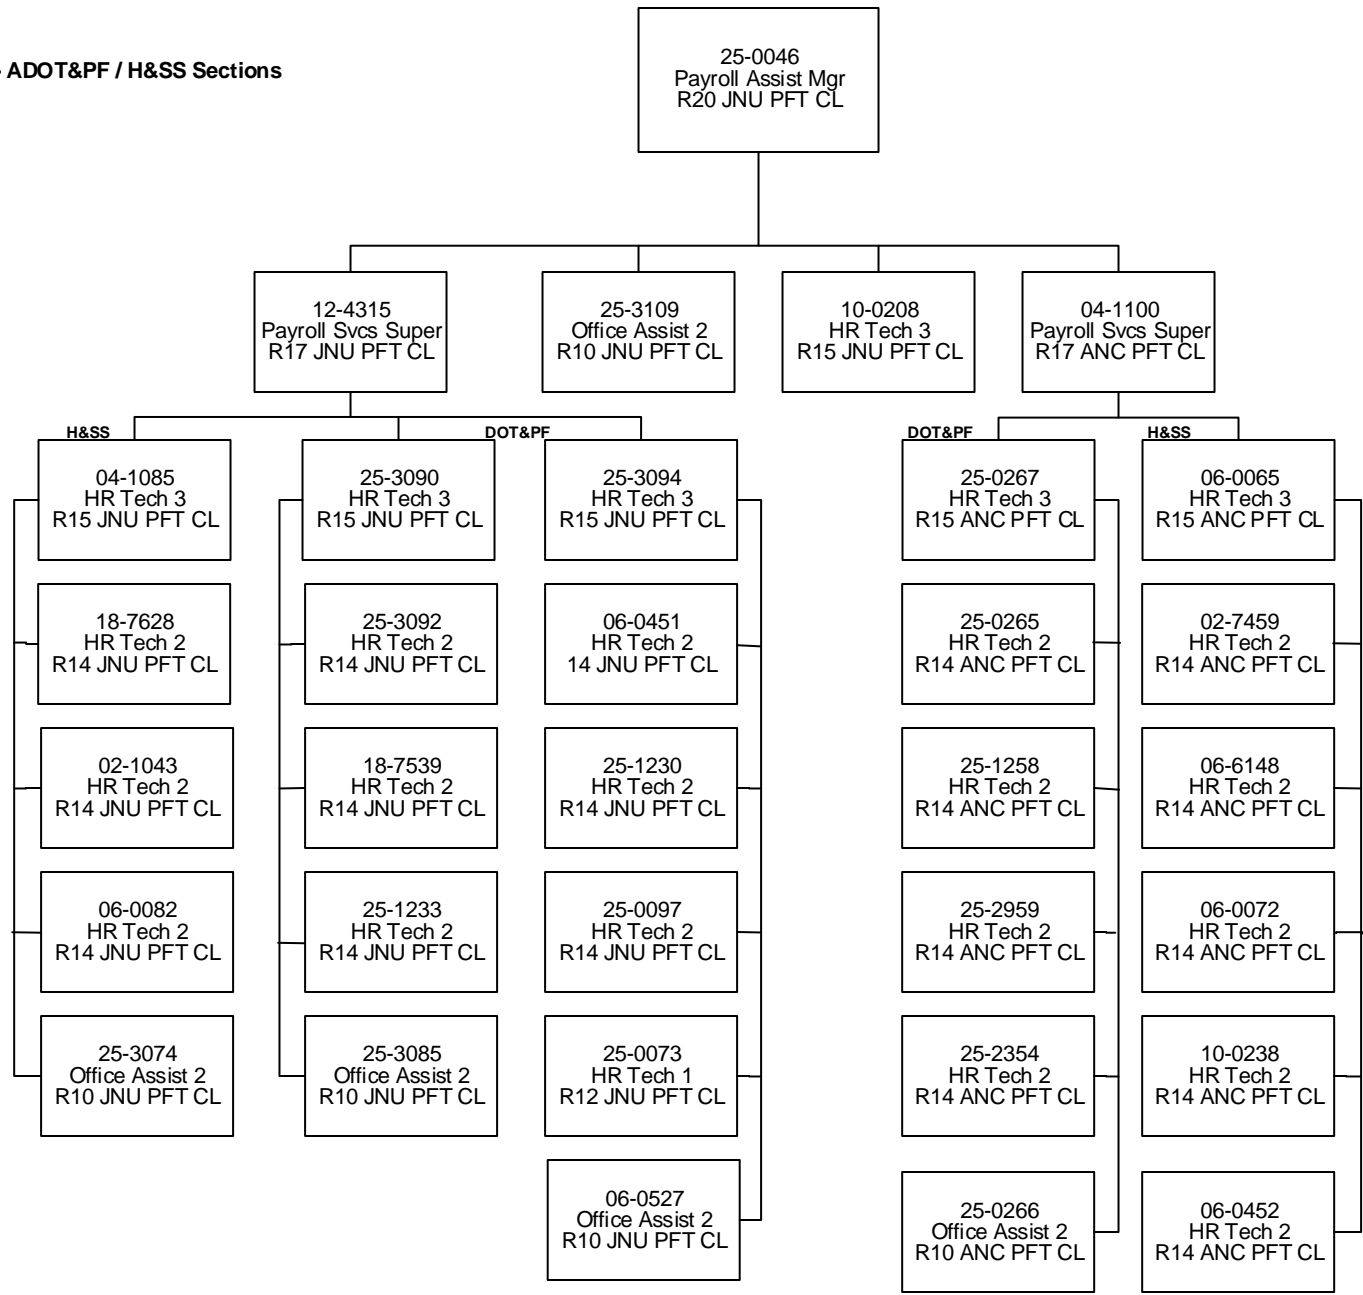 ADOT&PF / H&SS Sections
25-0046
Payroll Assist Mgr
R20 JNU PFT CL
12-4315
Payroll Svcs Super
R17 JNU PFT CL
25-3109
Office Assist 2
R10 JNU PFT CL
10-0208
HR Tech 3
R15 JNU PFT CL
04-1100
Payroll Svcs Super
R17 ANC PFT CL
H&SS
04-1085
HR Tech 3
R15 JNU PFT CL
18-7628
HR Tech 2
R14 JNU PFT CL
02-1043
HR Tech 2
R14 JNU PFT CL
06-0082
HR Tech 2
R14 JNU PFT CL
25-3074
Office Assist 2
R10 JNU PFT CL
DOT&PF
25-3090
HR Tech 3
R15 JNU PFT CL
25-3092
HR Tech 2
R14 JNU PFT CL
18-7539
HR Tech 2
R14 JNU PFT CL
25-1233
HR Tech 2
R14 JNU PFT CL
25-3085
Office Assist 2
R10 JNU PFT CL
25-3094
HR Tech 3
R15 JNU PFT CL
06-0451
HR Tech 2
14 JNU PFT CL
25-1230
HR Tech 2
R14 JNU PFT CL
25-0097
HR Tech 2
R14 JNU PFT CL
25-0073
HR Tech 1
R12 JNU PFT CL
06-0527
Office Assist 2
R10 JNU PFT CL
DOT&PF
25-0267
HR Tech 3
R15 ANC PFT CL
25-0265
HR Tech 2
R14 ANC PFT CL
25-1258
HR Tech 2
R14 ANC PFT CL
25-2959
HR Tech 2
R14 ANC PFT CL
25-2354
HR Tech 2
R14 ANC PFT CL
25-0266
Office Assist 2
R10 ANC PFT CL
H&SS
06-0065
HR Tech 3
R15 ANC PFT CL
02-7459
HR Tech 2
R14 ANC PFT CL
06-6148
HR Tech 2
R14 ANC PFT CL
06-0072
HR Tech 2
R14 ANC PFT CL
10-0238
HR Tech 2
R14 ANC PFT CL
06-0452
HR Tech 2
R14 ANC PFT CL